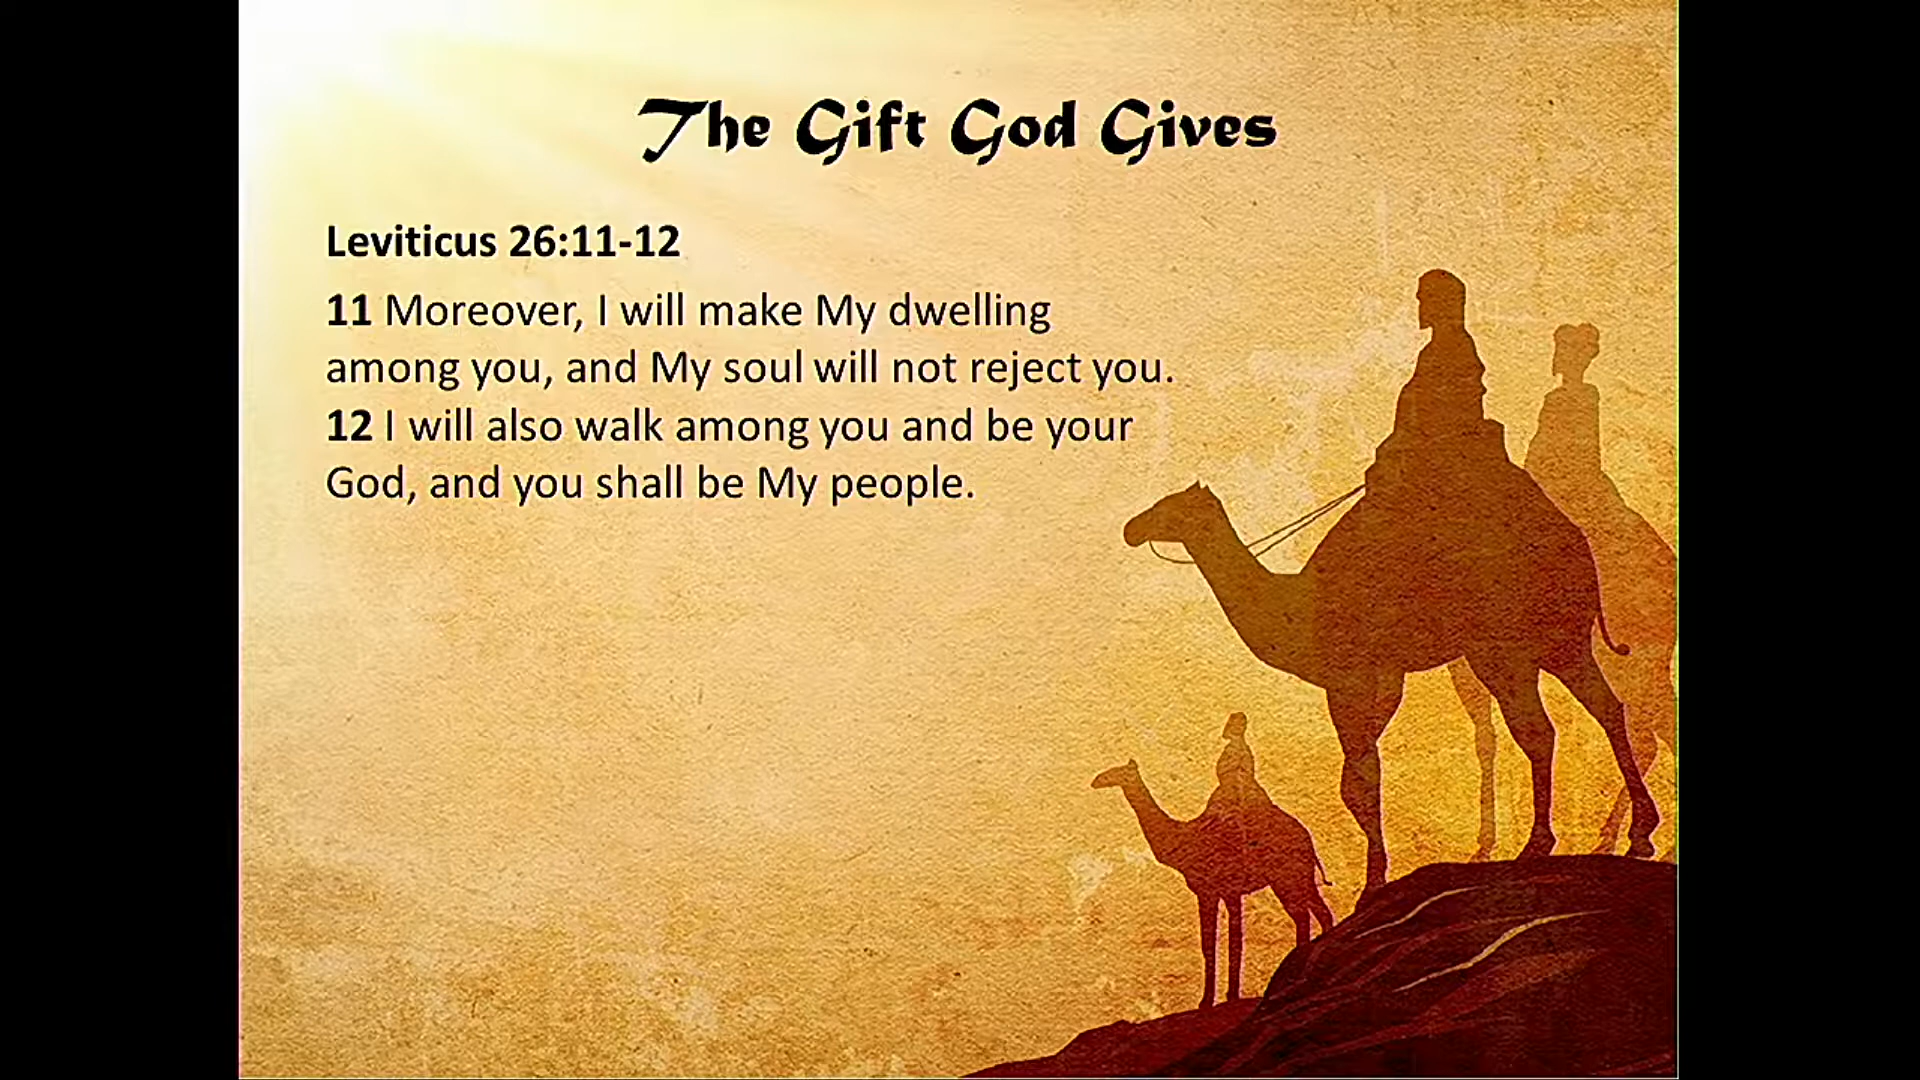 The Gift God Gives
Leviticus 26:11-12
11 Moreover, I will make My dwelling
among you, and My soul will not reject you.
12 I will also walk among you and be your
God, and you shall be My people.